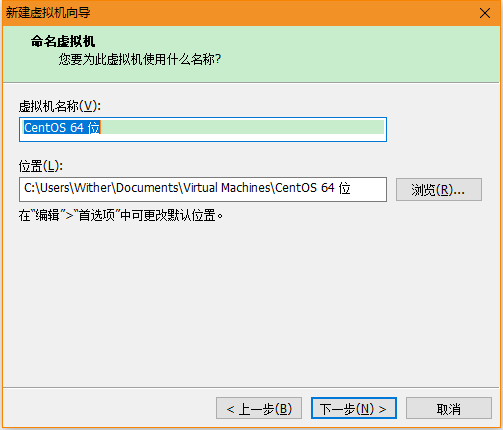 新建虚拟机向导
命名虚拟机
您要为此虚拟机使用什么名称?
虚拟机名称(V):
CentOS 64 位
位置(L):
C:\Users\Wither\Documents\Virtual Machines\CentOS 64 位
浏览(R)...
在“编辑”>“首选项”中可更改默认位置。
< 上一步(B) 下一步(N) > 取消